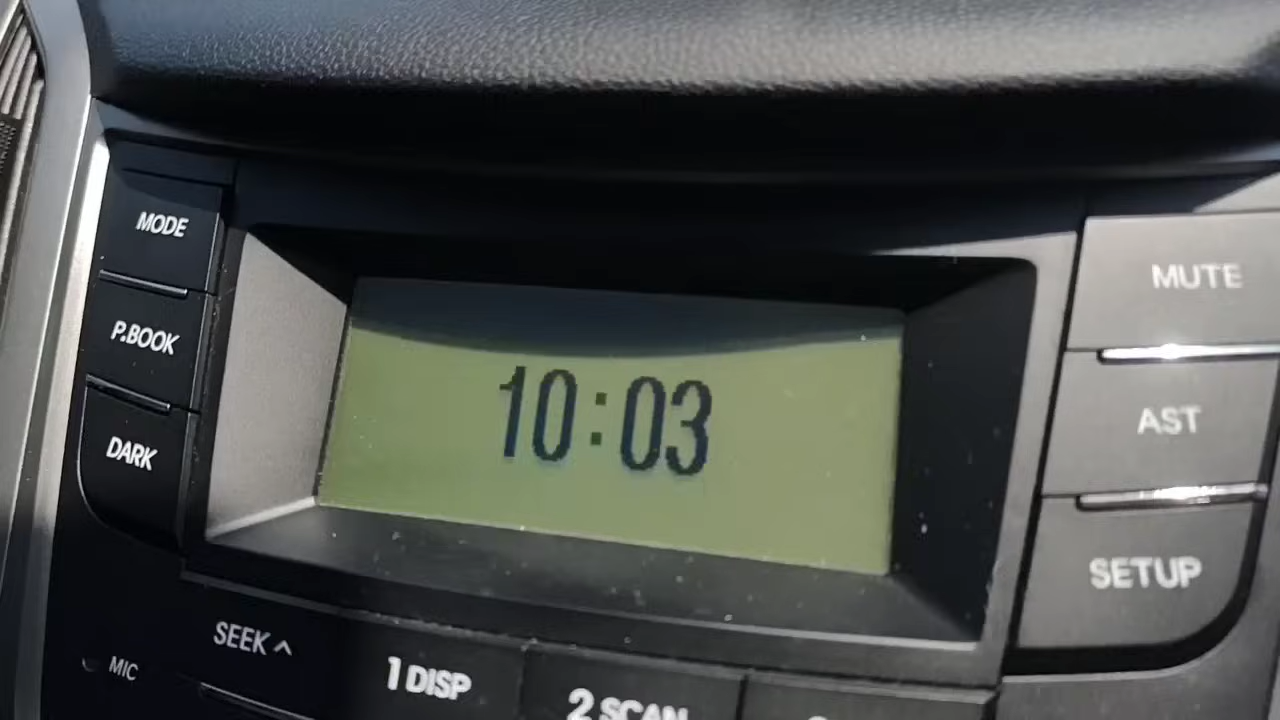 MODE
MUTE
P.BOOK
10:03
AST
DARK
SETUP
SEEK ^
MIC
1 DISP
2 SCAN